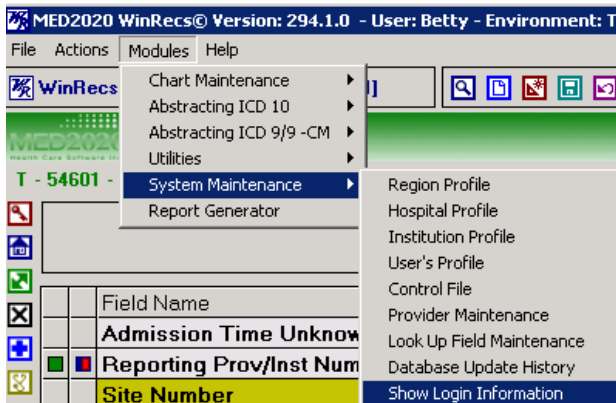 MED2020 WinRecs© Version: 294.1.0 - User: Betty - Environment: T
File Actions Modules Help
WinRecs
Chart Maintenance
Abstracting ICD 10
Abstracting ICD 9/9 -CM
Utilities
System Maintenance
Report Generator
MED2020
Health Care Software
T - 54601 -
Region Profile
Hospital Profile
Institution Profile
User's Profile
Control File
Provider Maintenance
Look Up Field Maintenance
Database Update History
Show Login Information
Field Name
Admission Time Unknow
Reporting Prov/Inst Num
Site Number